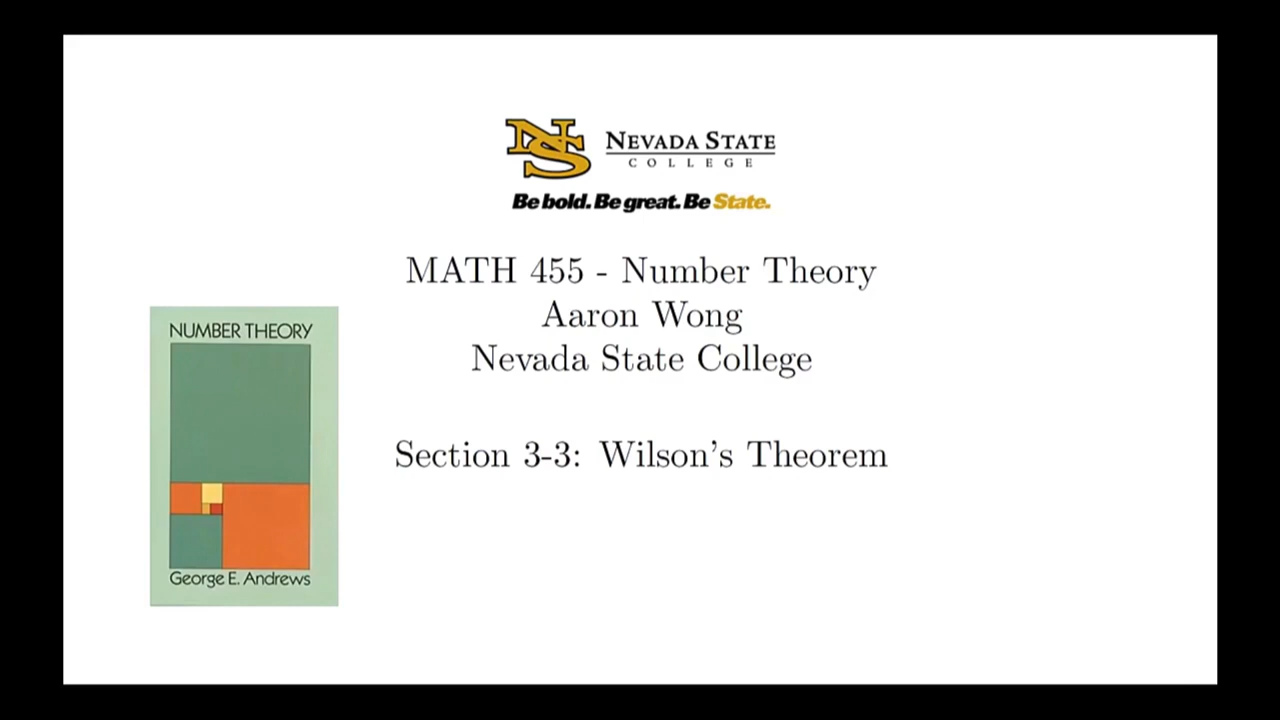 NS
NEVADA STATE
COLLEGE
Be bold. Be great. Be State.
MATH 455 - Number Theory
Aaron Wong
Nevada State College
Section 3-3: Wilson's Theorem
NUMBER THEORY
George E. Andrews